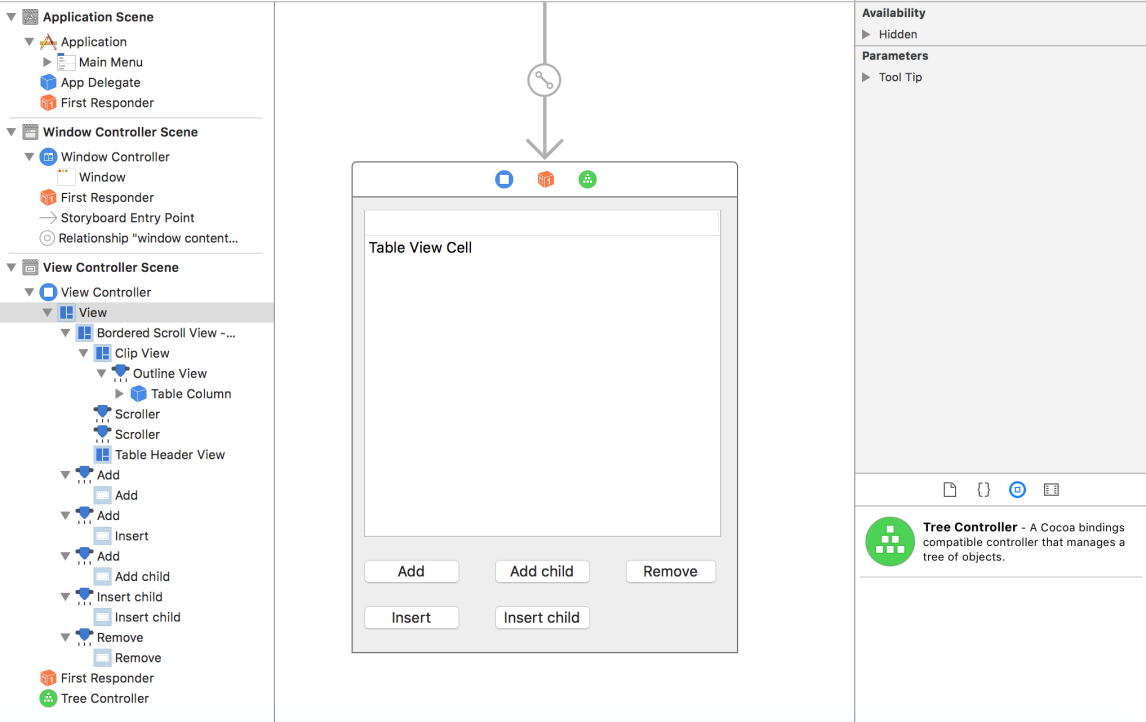 Application Scene
Application
Main Menu
App Delegate
First Responder
Window Controller Scene
Window Controller
Window
First Responder
Storyboard Entry Point
Relationship "window content...
View Controller Scene
View Controller
View
Bordered Scroll View -...
Clip View
Outline View
Table Column
Scroller
Scroller
Table Header View
Add
Add
Add
Insert
Add
Add child
Insert child
Insert child
Remove
Remove
First Responder
Tree Controller
Table View Cell
Add
Add child
Remove
Insert
Insert child
Availability
Hidden
Parameters
Tool Tip
Tree Controller - A Cocoa bindings
compatible controller that manages a
tree of objects.